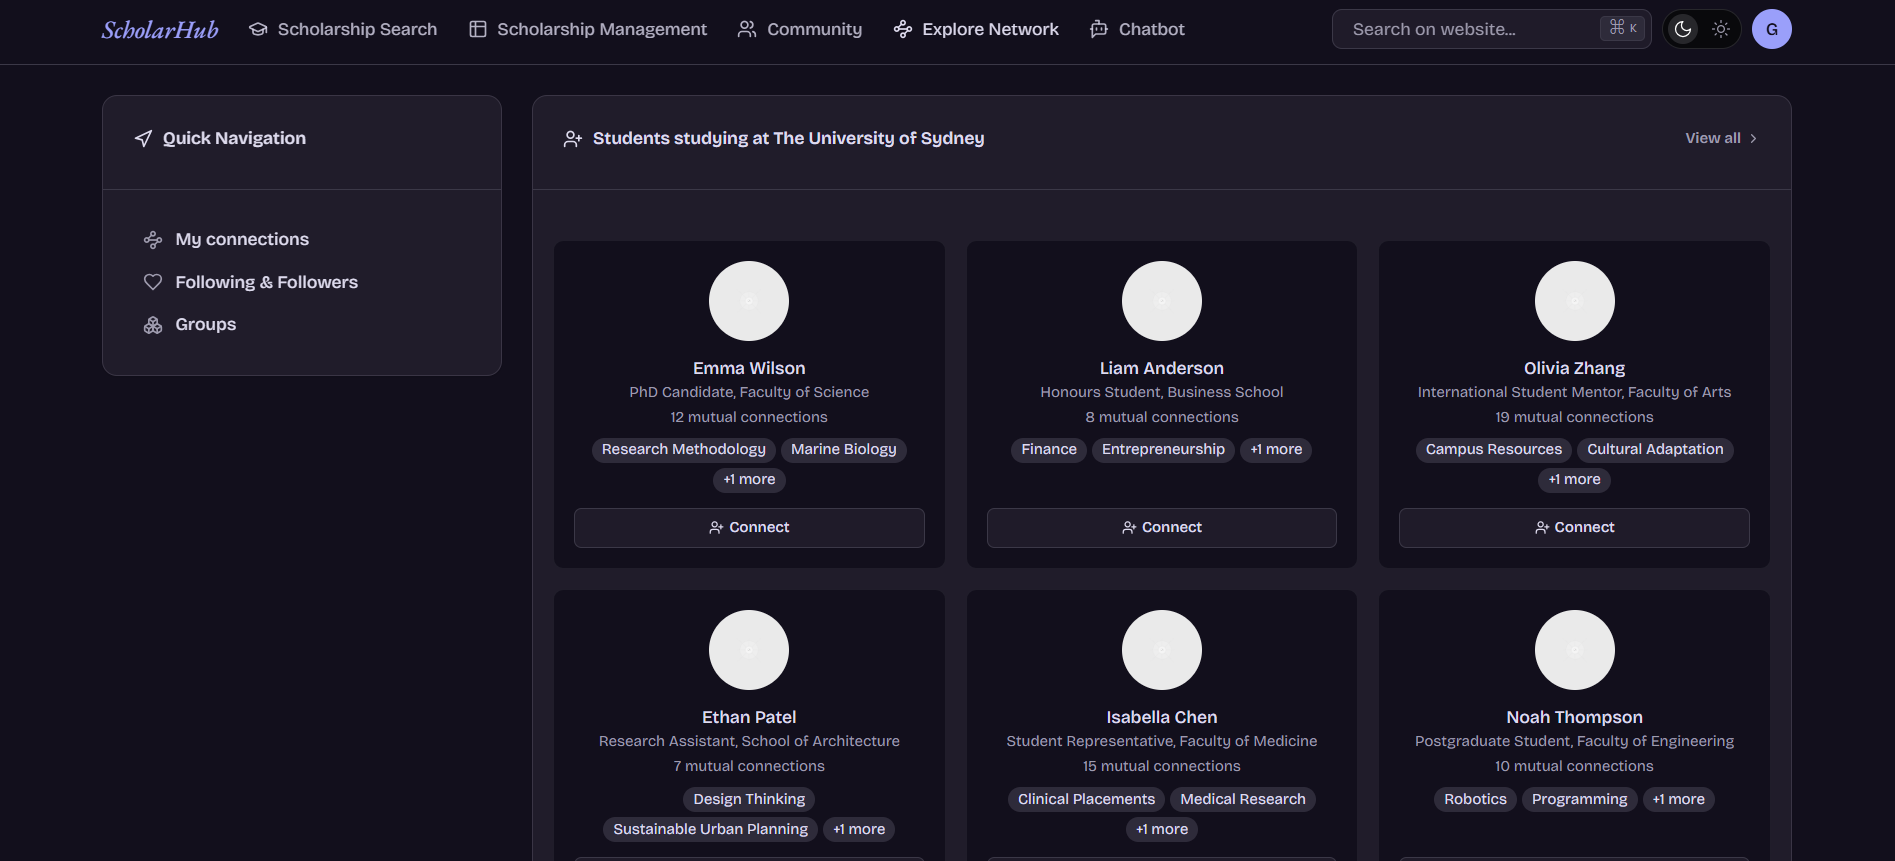 ScholarHub
Scholarship Search
Scholarship Management
Community
Explore Network
Chatbot
Search on website...
⌘ K
G
Quick Navigation
My connections
Following & Followers
Groups
Students studying at The University of Sydney
View all
Emma Wilson
PhD Candidate, Faculty of Science
12 mutual connections
Research Methodology
Marine Biology
+1 more
Connect
Liam Anderson
Honours Student, Business School
8 mutual connections
Finance
Entrepreneurship
+1 more
Connect
Olivia Zhang
International Student Mentor, Faculty of Arts
19 mutual connections
Campus Resources
Cultural Adaptation
+1 more
Connect
Ethan Patel
Research Assistant, School of Architecture
7 mutual connections
Design Thinking
Sustainable Urban Planning
+1 more
Isabella Chen
Student Representative, Faculty of Medicine
15 mutual connections
Clinical Placements
Medical Research
+1 more
Noah Thompson
Postgraduate Student, Faculty of Engineering
10 mutual connections
Robotics
Programming
+1 more